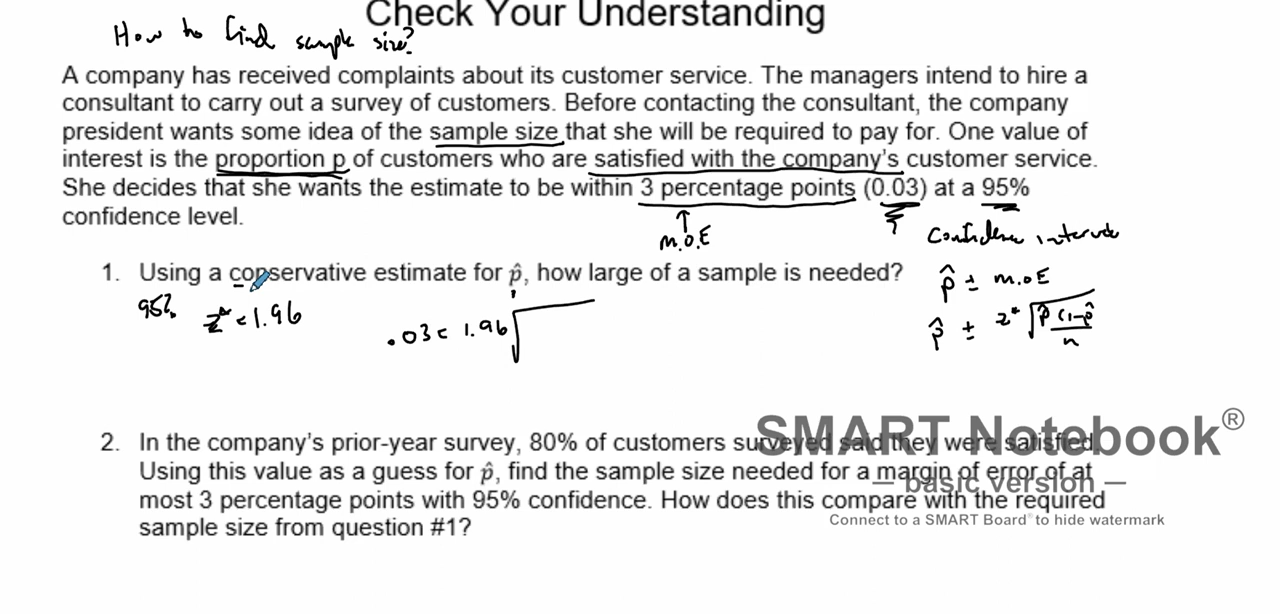 Check Your Understanding
How to find sample size?
A company has received complaints about its customer service. The managers intend to hire a
consultant to carry out a survey of customers. Before contacting the consultant, the company
president wants some idea of the sample size that she will be required to pay for. One value of
interest is the proportion p of customers who are satisfied with the company's customer service.
She decides that she wants the estimate to be within 3 percentage points (0.03) at a 95%
confidence level.
M.O.E
Confidence intervals
1. Using a conservative estimate for p̂, how large of a sample is needed?
p̂ ± M.O.E
95% z* = 1.96
.03 = 1.96 √
p̂ ± z* √ p̂ (1-p̂ / n
SMART Notebook®
— basic version —
Connect to a SMART Board® to hide watermark
2. In the company's prior-year survey, 80% of customers surveyed said they were satisfied.
Using this value as a guess for p̂, find the sample size needed for a margin of error of at
most 3 percentage points with 95% confidence. How does this compare with the required
sample size from question #1?